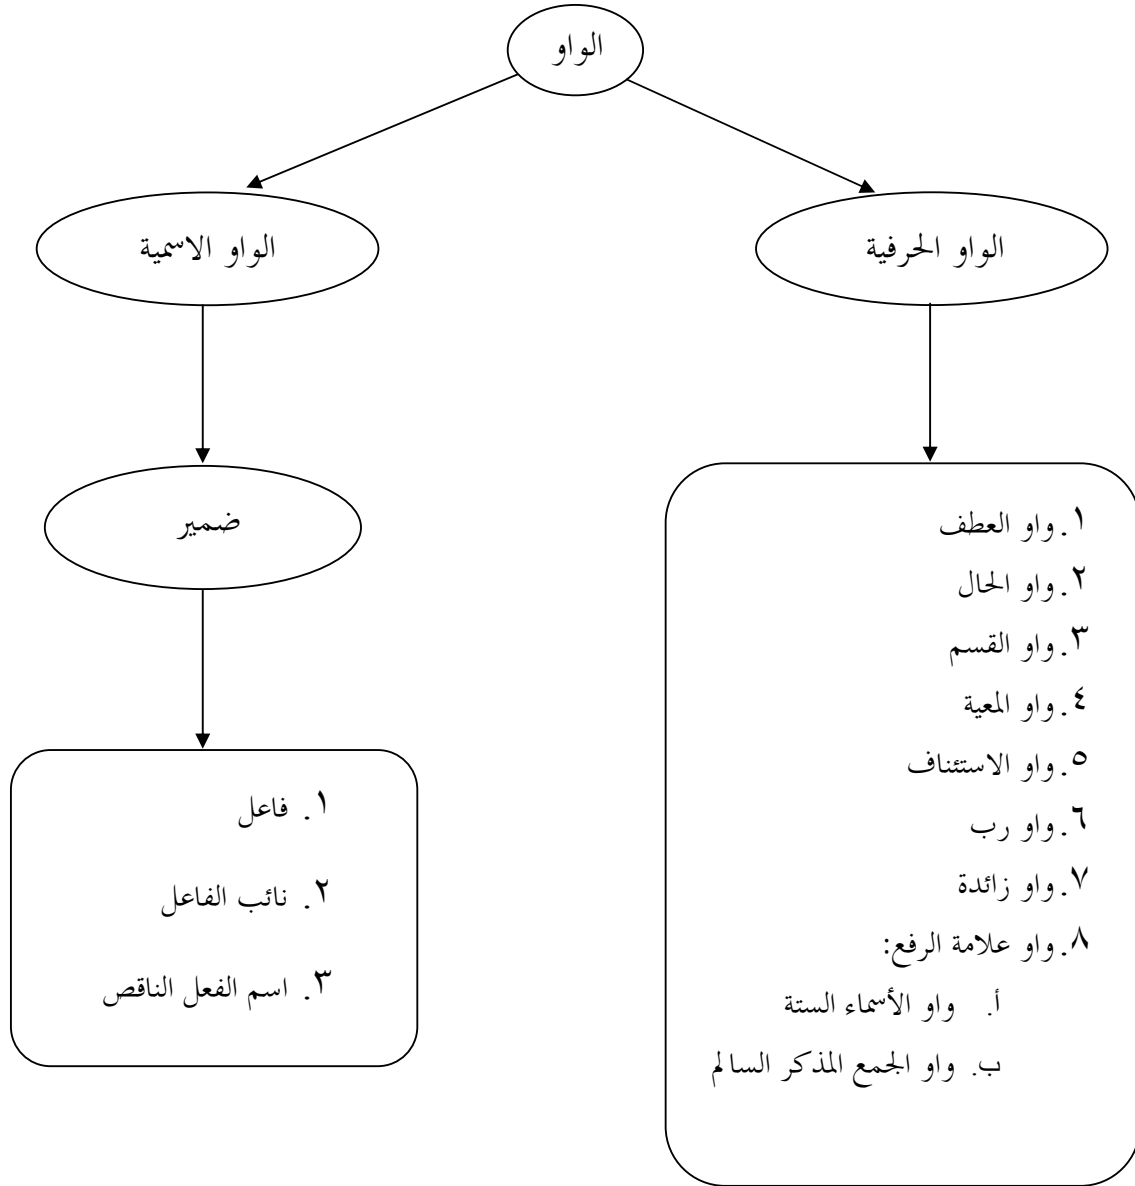 الواو
الواو الحرفية
الواو الاسمية
ضمير
١. واو العطف
٢. واو الحال
٣. واو القسم
٤. واو المعية
٥. واو الاستئناف
٦. واو رب
٧. واو زائدة
٨. واو علامة الرفع:
أ. واو الأسماء الستة
ب. واو الجمع المذكر السالم
١. فاعل
٢. نائب الفاعل
٣. اسم الفعل الناقص